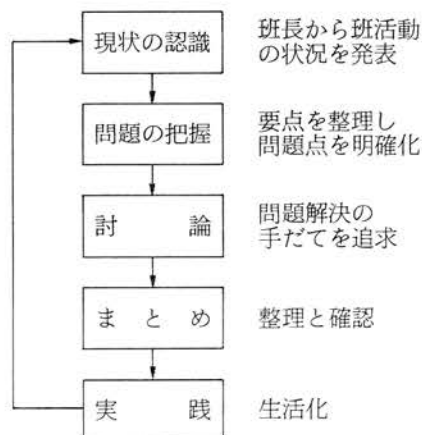 現状の認識
班長から班活動
の状況を発表
問題の把握
要点を整理し
問題点を明確化
討論
問題解決の
手だてを追求
まとめ
整理と確認
実践
生活化